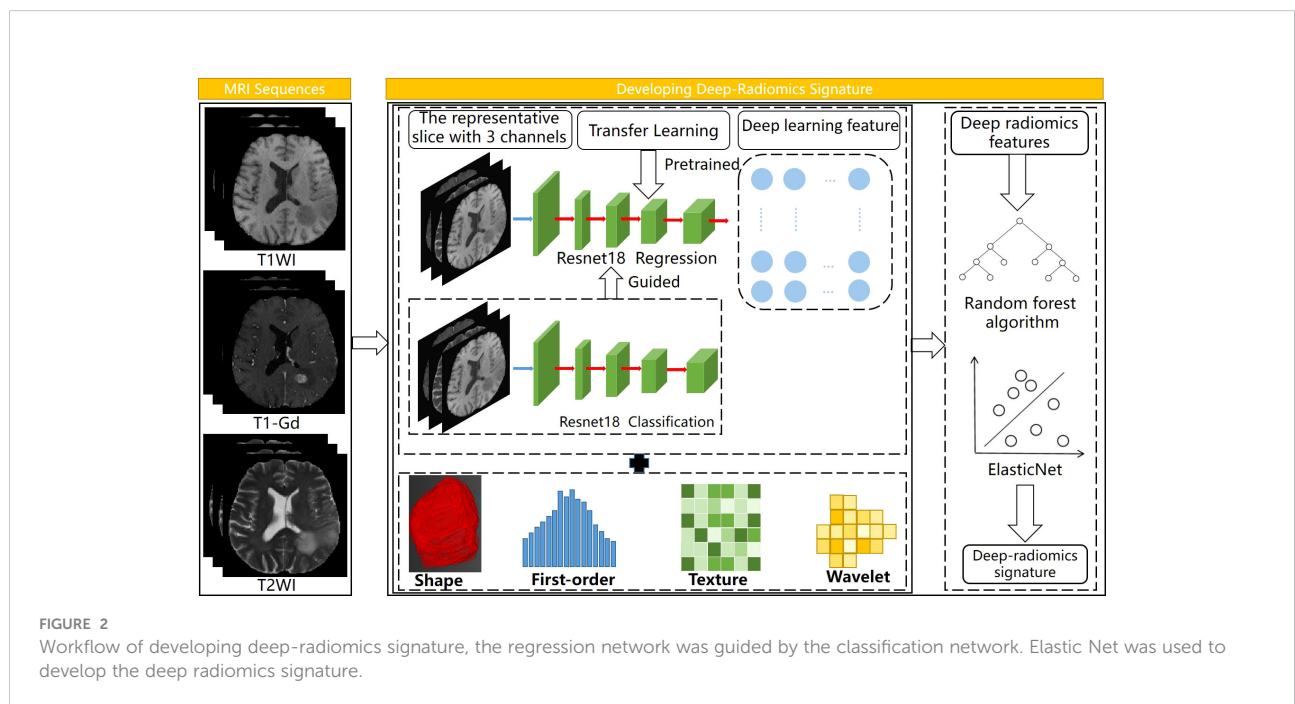 MRI Sequences
T1WI
T1-Gd
T2WI
Developing Deep-Radiomics Signature
The representative
slice with 3 channels
Transfer Learning
Deep learning feature
Pretrained
Resnet18 Regression
Guided
Resnet18 Classification
Shape
First-order
Texture
Wavelet
Deep radiomics
features
Random forest
algorithm
ElasticNet
Deep-radiomics
signature
FIGURE 2
Workflow of developing deep-radiomics signature, the regression network was guided by the classification network. Elastic Net was used to
develop the deep radiomics signature.